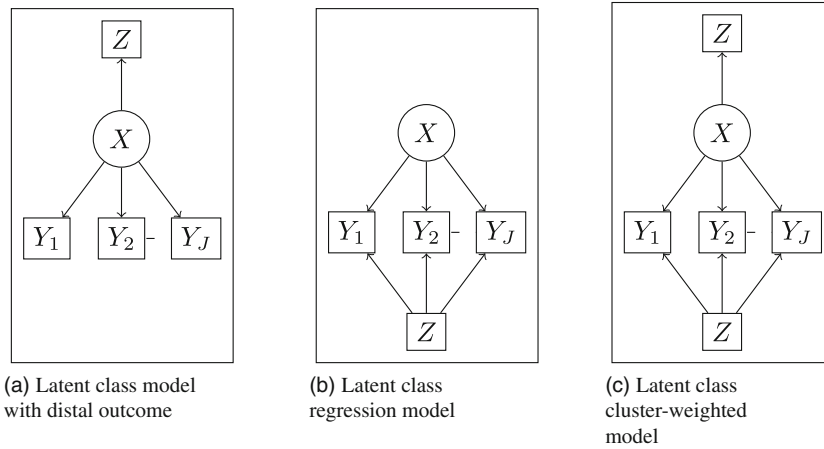 Z
X
Y1 Y2 - YJ
(a) Latent class model
with distal outcome
X
Y1 Y2 - YJ
Z
(b) Latent class
regression model
Z
X
Y1 Y2 - YJ
Z
(c) Latent class
cluster-weighted
model